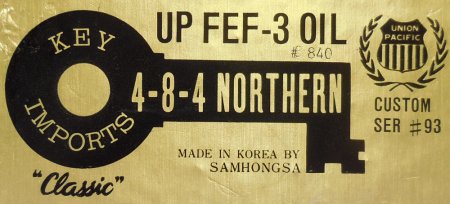 KEY
IMPORTS
"Classic"
UP FEF-3 OIL
# 840
4-8-4 NORTHERN
MADE IN KOREA BY
SAMHONGSA
UNION
PACIFIC
CUSTOM
SER #93